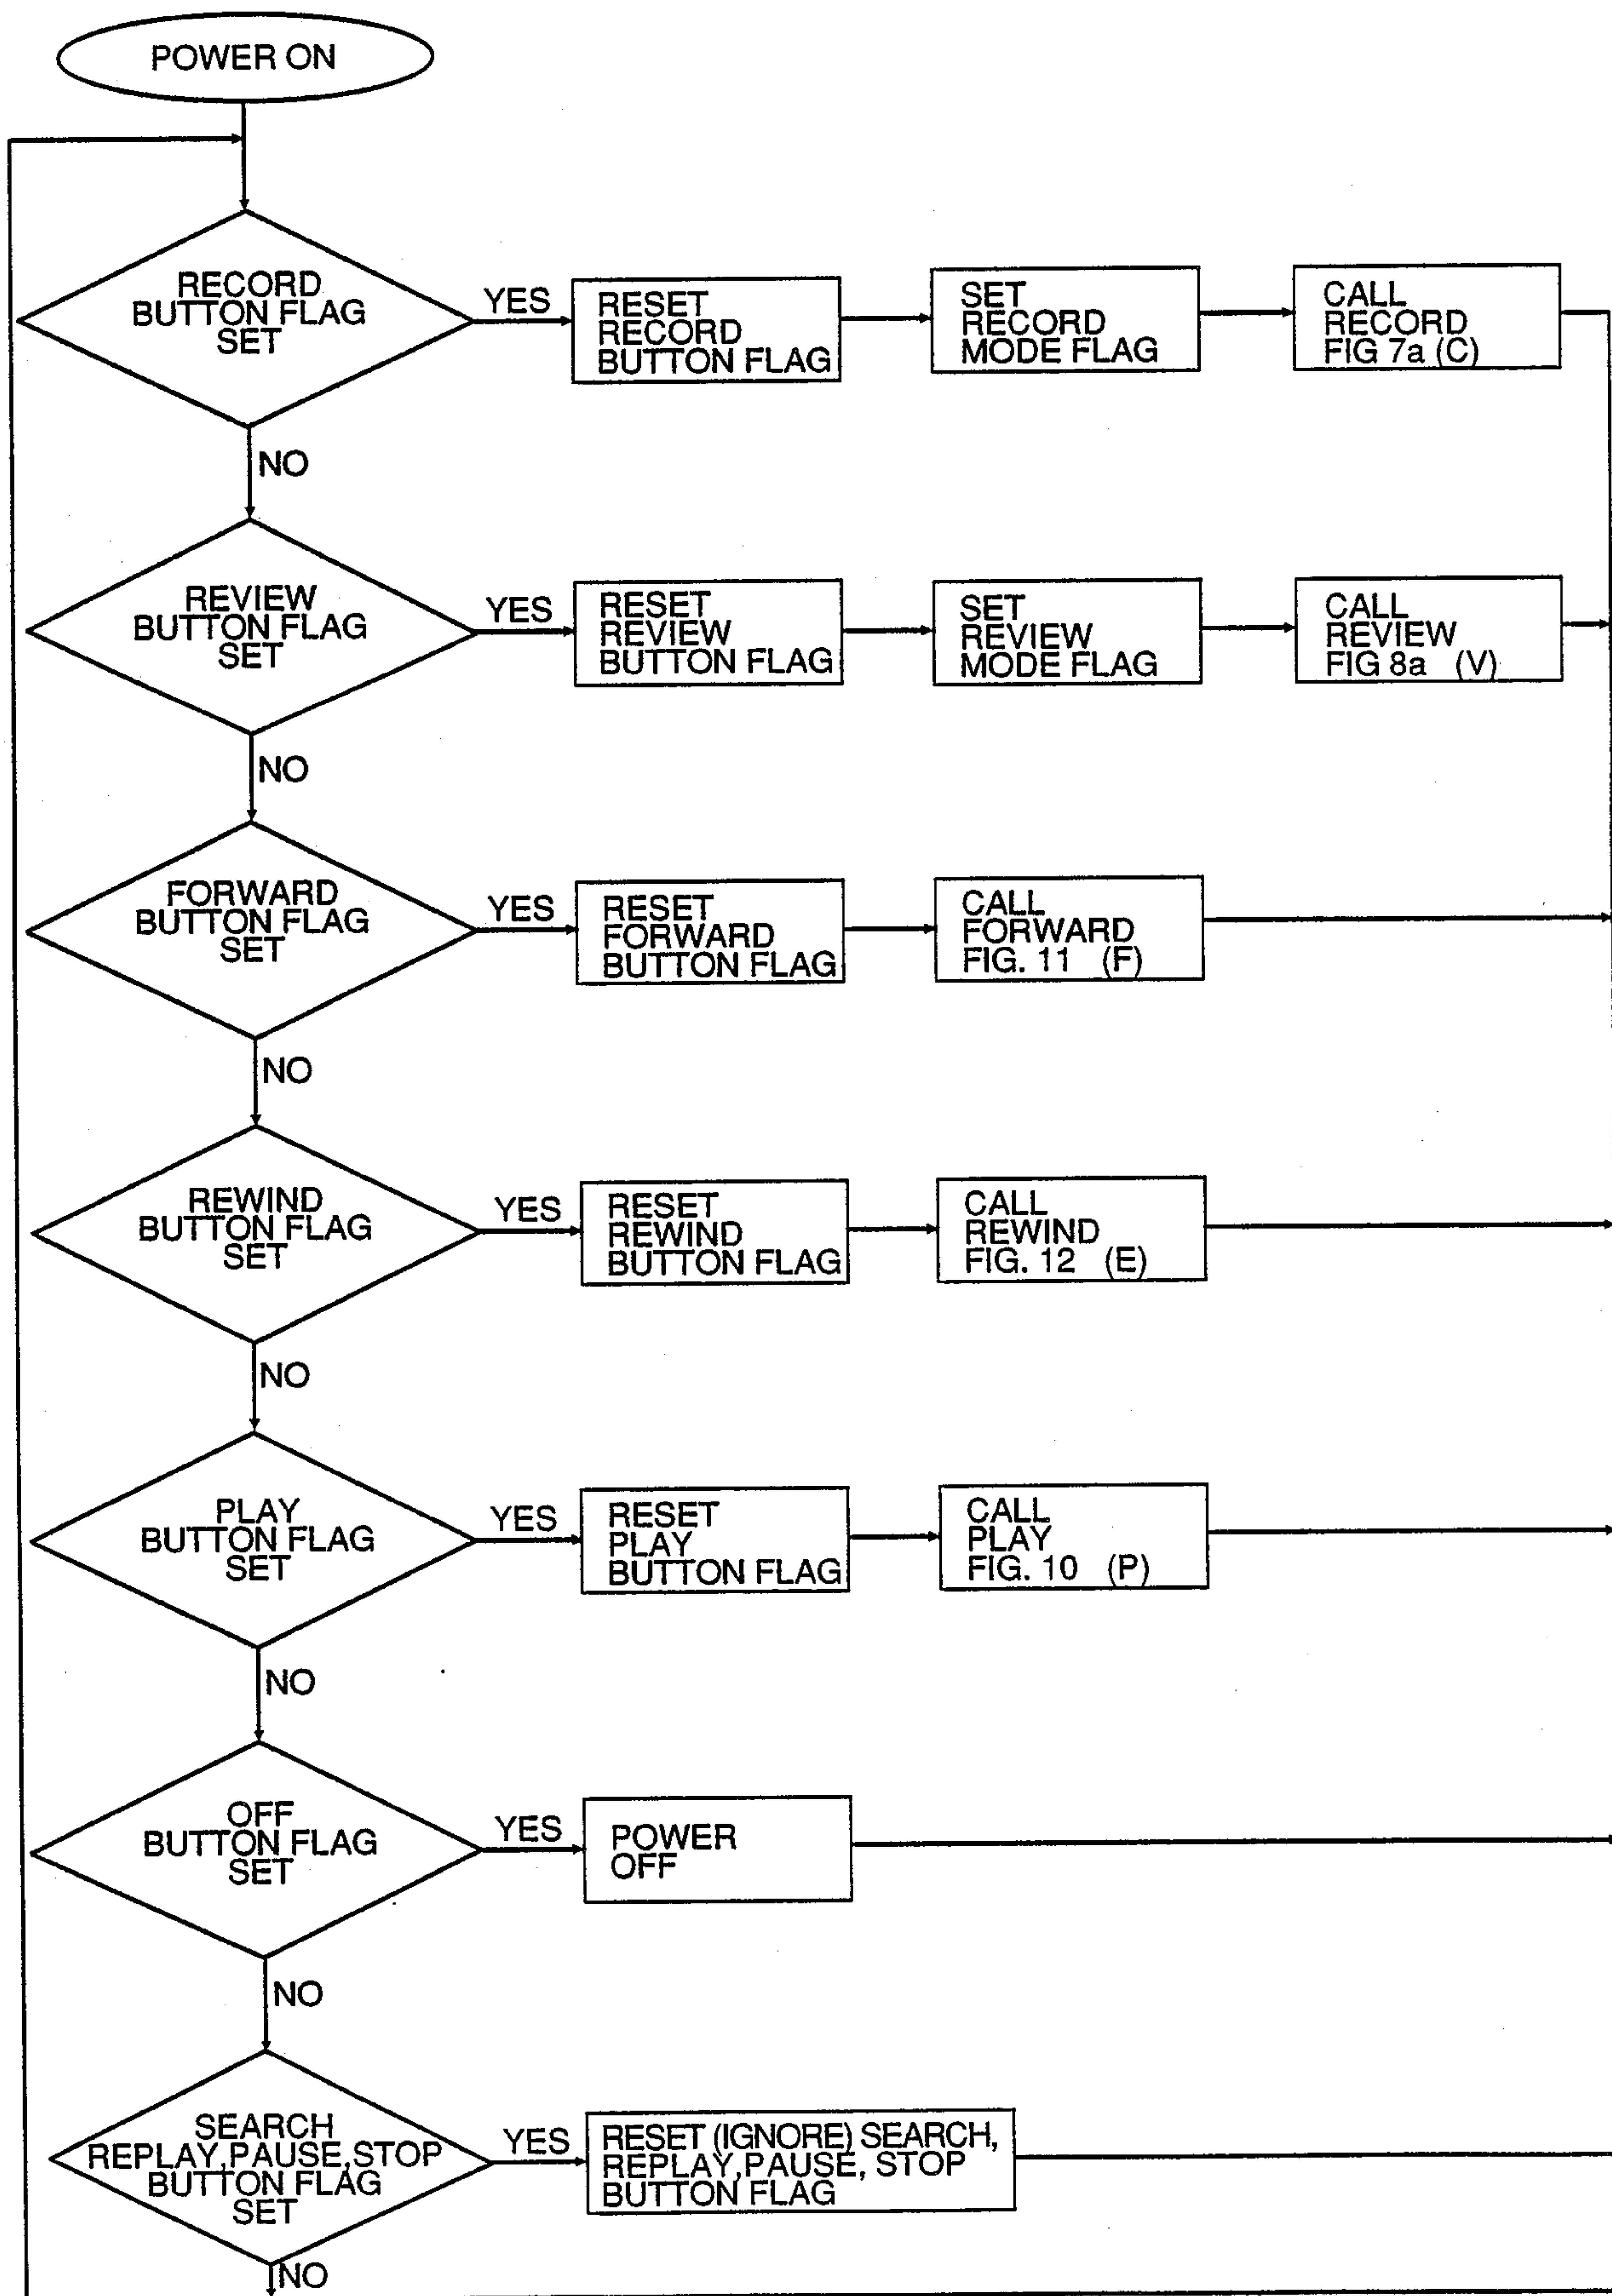 POWER ON
RECORD
BUTTON FLAG
SET
YES
RESET
RECORD
BUTTON FLAG
SET
RECORD
MODE FLAG
CALL
RECORD
FIG 7a (C)
NO
REVIEW
BUTTON FLAG
SET
YES
RESET
REVIEW
BUTTON FLAG
SET
REVIEW
MODE FLAG
CALL
REVIEW
FIG 8a (V)
NO
FORWARD
BUTTON FLAG
SET
YES
RESET
FORWARD
BUTTON FLAG
CALL
FORWARD
FIG. 11 (F)
NO
REWIND
BUTTON FLAG
SET
YES
RESET
REWIND
BUTTON FLAG
CALL
REWIND
FIG. 12 (E)
NO
PLAY
BUTTON FLAG
SET
YES
RESET
PLAY
BUTTON FLAG
CALL
PLAY
FIG. 10 (P)
NO
OFF
BUTTON FLAG
SET
YES
POWER
OFF
NO
SEARCH
REPLAY,PAUSE,STOP
BUTTON FLAG
SET
YES
RESET (IGNORE) SEARCH,
REPLAY,PAUSE, STOP
BUTTON FLAG
NO